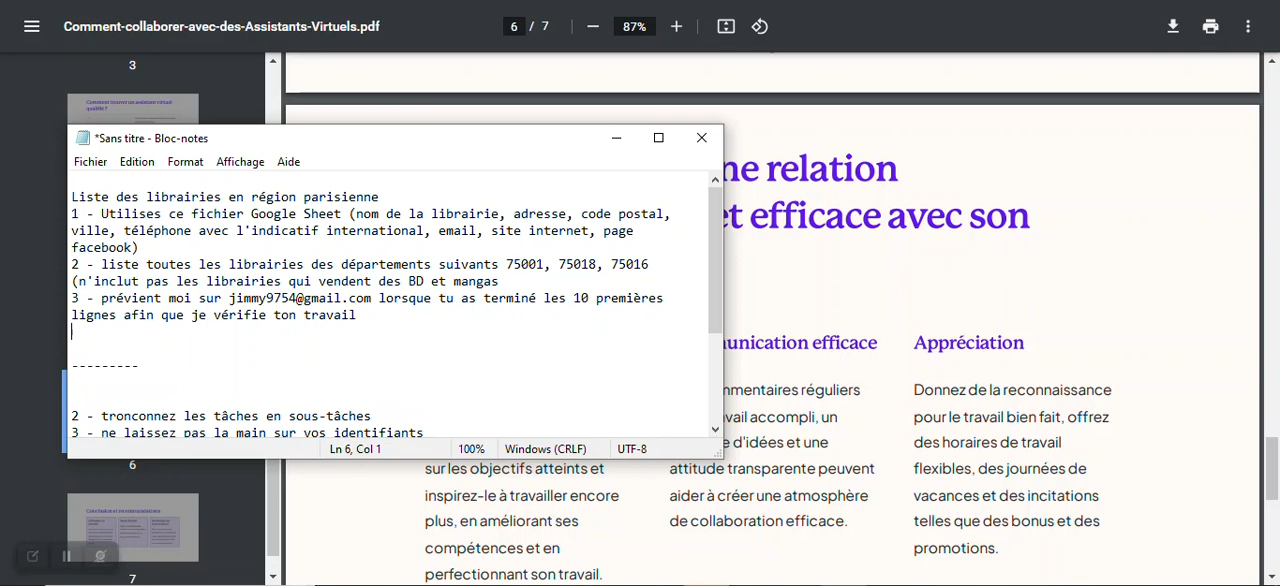 Comment-collaborer-avec-des-Assistants-Virtuels.pdf
6 / 7
87%
3
Comment trouver un assistant virtuel
qualifié ?
*Sans titre - Bloc-notes
Fichier Edition Format Affichage Aide
Liste des librairies en région parisienne
1 - Utilises ce fichier Google Sheet (nom de la librairie, adresse, code postal,
ville, téléphone avec l'indicatif international, email, site internet, page
facebook)
2 - liste toutes les librairies des départements suivants 75001, 75018, 75016
(n'inclut pas les librairies qui vendent des BD et mangas
3 - prévient moi sur jimmy9754@gmail.com lorsque tu as terminé les 10 premières
lignes afin que je vérifie ton travail
---------
2 - tronconnez les tâches en sous-tâches
3 - ne laissez pas la main sur vos identifiants
Ln 6, Col 1 100% Windows (CRLF) UTF-8
6
7
ne relation
et efficace avec son
unication efficace
mmentaires réguliers
vail accompli, un
e d'idées et une
attitude transparente peuvent
aider à créer une atmosphère
de collaboration efficace.
sur les objectifs atteints et
inspirez-le à travailler encore
plus, en améliorant ses
compétences et en
perfectionnant son travail.
Appréciation
Donnez de la reconnaissance
pour le travail bien fait, offrez
des horaires de travail
flexibles, des journées de
vacances et des incitations
telles que des bonus et des
promotions.